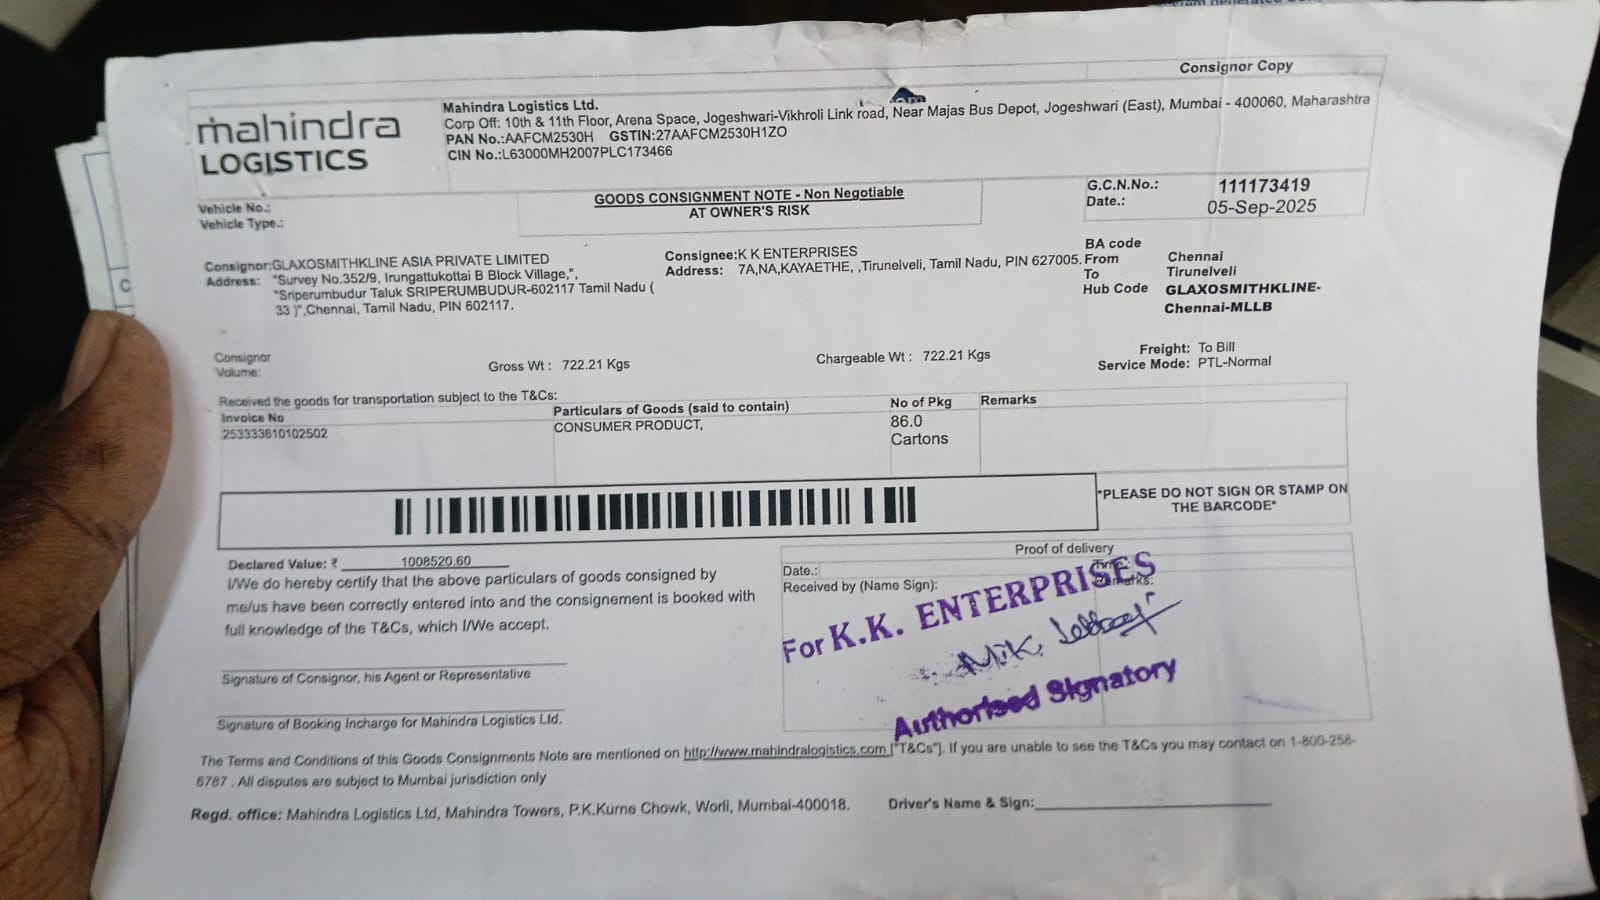 Consignor Copy
mahindra
LOGISTICS
Mahindra Logistics Ltd.
Corp Off: 10th & 11th Floor, Arena Space, Jogeshwari-Vikhroli Link road, Near Majas Bus Depot, Jogeshwari (East), Mumbai - 400060, Maharashtra
PAN No.:AAFCM2530H GSTIN:27AAFCM2530H1ZO
CIN No.:L63000MH2007PLC173466
Vehicle No.:
Vehicle Type.:
GOODS CONSIGNMENT NOTE - Non Negotiable
AT OWNER'S RISK
G.C.N.No.: 111173419
Date.: 05-Sep-2025
Consignor:GLAXOSMITHKLINE ASIA PRIVATE LIMITED
Address: "Survey No.352/9, Irungattukottai B Block Village,",
"Sriperumbudur Taluk SRIPERUMBUDUR-602117 Tamil Nadu (
33 )",Chennai, Tamil Nadu, PIN 602117.
Consignee:K K ENTERPRISES
Address: 7A,NA,KAYAETHE, ,Tirunelveli, Tamil Nadu, PIN 627005.
BA code
From Chennai
To Tirunelveli
Hub Code GLAXOSMITHKLINE-
Chennai-MLLB
Consignor
Volume:
Gross Wt : 722.21 Kgs
Chargeable Wt : 722.21 Kgs
Freight: To Bill
Service Mode: PTL-Normal
Received the goods for transportation subject to the T&Cs:
Invoice No Particulars of Goods (said to contain) No of Pkg Remarks
253333610102502 CONSUMER PRODUCT, 86.0
Cartons
*PLEASE DO NOT SIGN OR STAMP ON
THE BARCODE*
Declared Value: ₹ 1008520.60
I/We do hereby certify that the above particulars of goods consigned by
me/us have been correctly entered into and the consignement is booked with
full knowledge of the T&Cs, which I/We accept.
Signature of Consignor, his Agent or Representative
Signature of Booking Incharge for Mahindra Logistics Ltd.
Proof of delivery
Date.:
Time.:
Received by (Name Sign):
Remarks:
For K.K. ENTERPRISES
Authorised Signatory
The Terms and Conditions of this Goods Consignments Note are mentioned on http://www.mahindralogistics.com ["T&Cs"]. If you are unable to see the T&Cs you may contact on 1-800-258-
6787 . All disputes are subject to Mumbai jurisdiction only
Regd. office: Mahindra Logistics Ltd, Mahindra Towers, P.K.Kurne Chowk, Worli, Mumbai-400018.
Driver's Name & Sign: